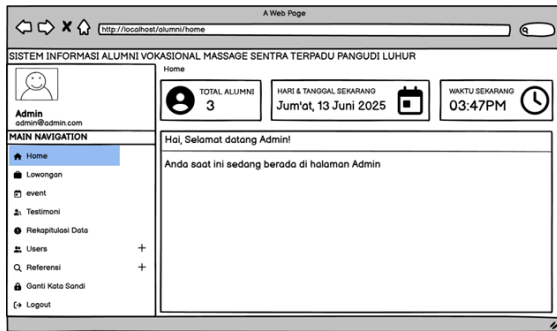 A Web Page
http://localhost/alumni/home
SISTEM INFORMASI ALUMNI VOKASIONAL MASSAGE SENTRA TERPADU PANGUDI LUHUR
Admin
admin@admin.com
MAIN NAVIGATION
Home
Lowongan
event
Testimoni
Rekapitulasi Data
Users +
Referensi +
Ganti Kata Sandi
Logout
Home
TOTAL ALUMNI
3
HARI & TANGGAL SEKARANG
Jum'at, 13 Juni 2025
WAKTU SEKARANG
03:47PM
Hai, Selamat datang Admin!
Anda saat ini sedang berada di halaman Admin